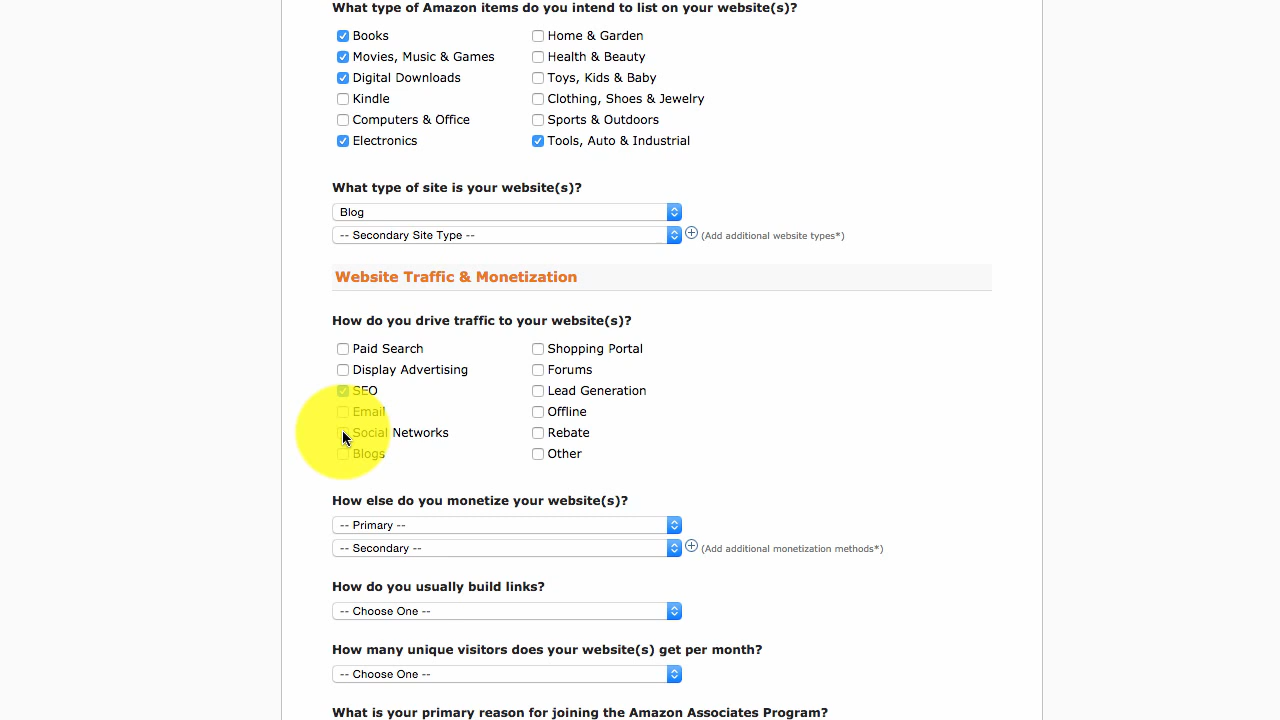 What type of Amazon items do you intend to list on your website(s)?
Books
Home & Garden
Movies, Music & Games
Health & Beauty
Digital Downloads
Toys, Kids & Baby
Kindle
Clothing, Shoes & Jewelry
Computers & Office
Sports & Outdoors
Electronics
Tools, Auto & Industrial
What type of site is your website(s)?
Blog
-- Secondary Site Type --
(Add additional website types*)
Website Traffic & Monetization
How do you drive traffic to your website(s)?
Paid Search
Shopping Portal
Display Advertising
Forums
SEO
Lead Generation
Email
Offline
Social Networks
Rebate
Blogs
Other
How else do you monetize your website(s)?
-- Primary --
-- Secondary --
(Add additional monetization methods*)
How do you usually build links?
-- Choose One --
How many unique visitors does your website(s) get per month?
-- Choose One --
What is your primary reason for joining the Amazon Associates Program?